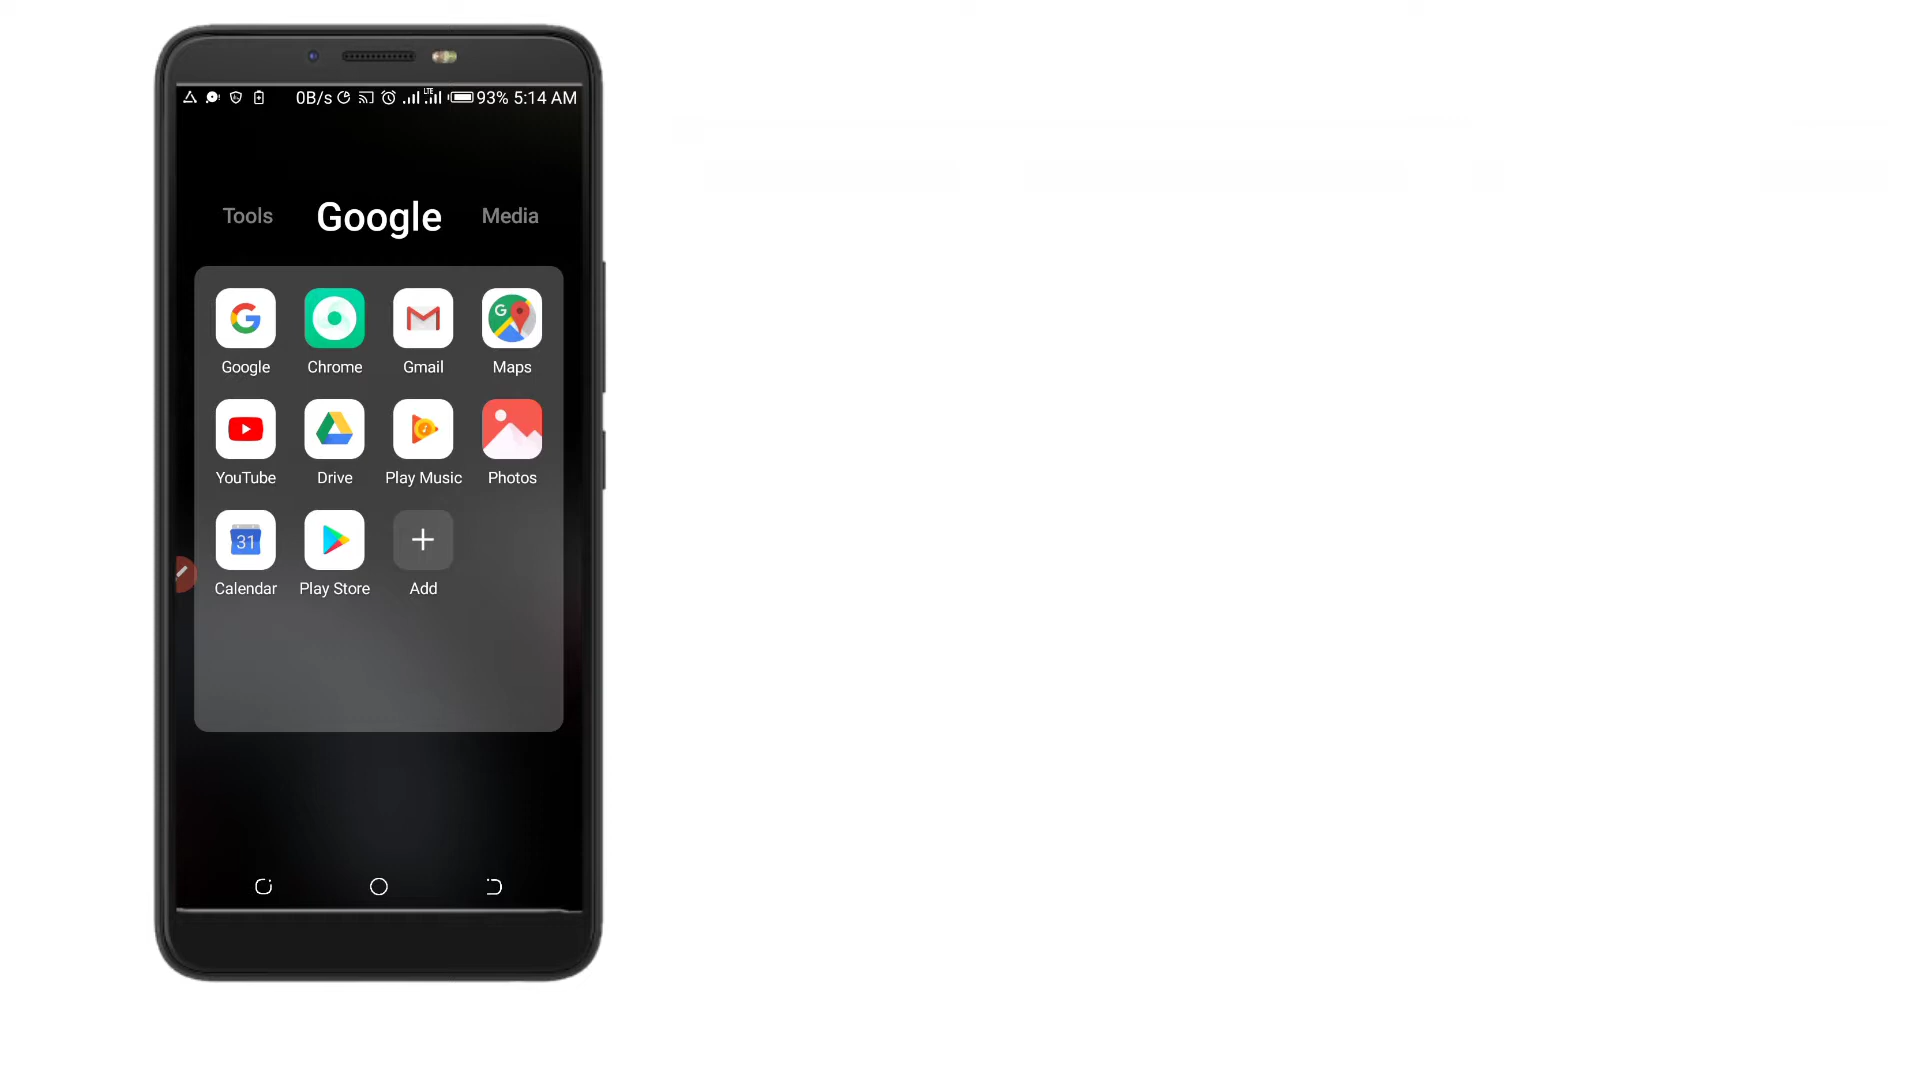 0B/s LTE 93% 5:14 AM
Tools Google Media
G
Google Chrome Gmail Maps
YouTube Drive Play Music Photos
31
Calendar Play Store Add